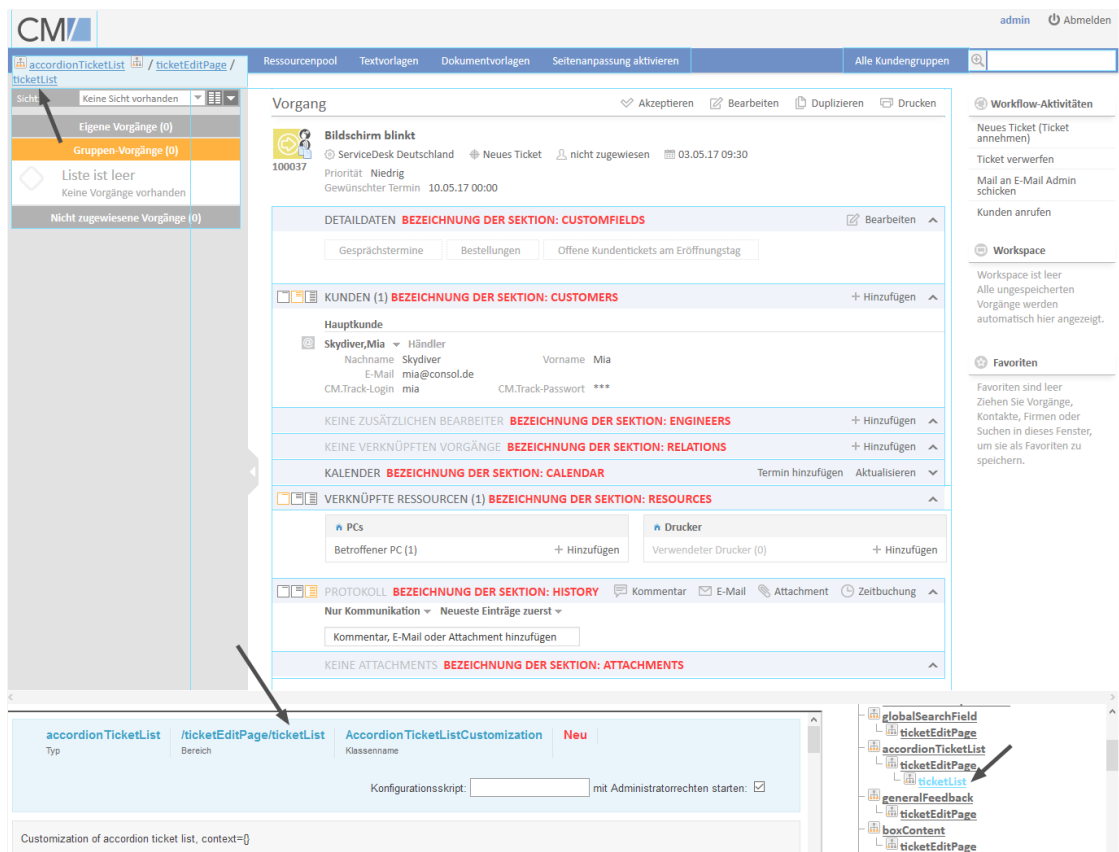 CM/
admin Abmelden
accordionTicketList / ticketEditPage /
ticketList
Ressourcenpool Textvorlagen Dokumentvorlagen Seitenanpassung aktivieren Alle Kundengruppen
Sicht: Keine Sicht vorhanden
Eigene Vorgänge (0)
Gruppen-Vorgänge (0)
Liste ist leer
Keine Vorgänge vorhanden
Nicht zugewiesene Vorgänge (0)
Vorgang Akzeptieren Bearbeiten Duplizieren Drucken
Bildschirm blinkt
ServiceDesk Deutschland Neues Ticket nicht zugewiesen 03.05.17 09:30
100037
Priorität Niedrig
Gewünschter Termin 10.05.17 00:00
DETAILDATEN BEZEICHNUNG DER SEKTION: CUSTOMFIELDS Bearbeiten
Gesprächstermine Bestellungen Offene Kundentickets am Eröffnungstag
KUNDEN (1) BEZEICHNUNG DER SEKTION: CUSTOMERS + Hinzufügen
Hauptkunde
Skydiver,Mia Händler
Nachname Skydiver Vorname Mia
E-Mail mia@consol.de
CM.Track-Login mia CM.Track-Passwort ***
KEINE ZUSÄTZLICHEN BEARBEITER BEZEICHNUNG DER SEKTION: ENGINEERS + Hinzufügen
KEINE VERKNÜPFTEN VORGÄNGE BEZEICHNUNG DER SEKTION: RELATIONS + Hinzufügen
KALENDER BEZEICHNUNG DER SEKTION: CALENDAR Termin hinzufügen Aktualisieren
VERKNÜPFTE RESSOURCEN (1) BEZEICHNUNG DER SEKTION: RESOURCES
PCs Drucker
Betroffener PC (1) + Hinzufügen Verwendeter Drucker (0) + Hinzufügen
PROTOKOLL BEZEICHNUNG DER SEKTION: HISTORY Kommentar E-Mail Attachment Zeitbuchung
Nur Kommunikation Neueste Einträge zuerst
Kommentar, E-Mail oder Attachment hinzufügen
KEINE ATTACHMENTS BEZEICHNUNG DER SEKTION: ATTACHMENTS
Workflow-Aktivitäten
Neues Ticket (Ticket
annehmen)
Ticket verwerfen
Mail an E-Mail Admin
schicken
Kunden anrufen
Workspace
Workspace ist leer
Alle ungespeicherten
Vorgänge werden
automatisch hier angezeigt.
Favoriten
Favoriten sind leer
Ziehen Sie Vorgänge,
Kontakte, Firmen oder
Suchen in dieses Fenster,
um sie als Favoriten zu
speichern.
accordionTicketList /ticketEditPage/ticketList AccordionTicketListCustomization Neu
Typ Bereich Klassenname
Konfigurationsskript: mit Administratorrechten starten:
Customization of accordion ticket list, context={}
globalSearchField
ticketEditPage
accordionTicketList
ticketEditPage
ticketList
generalFeedback
ticketEditPage
boxContent
ticketEditPage